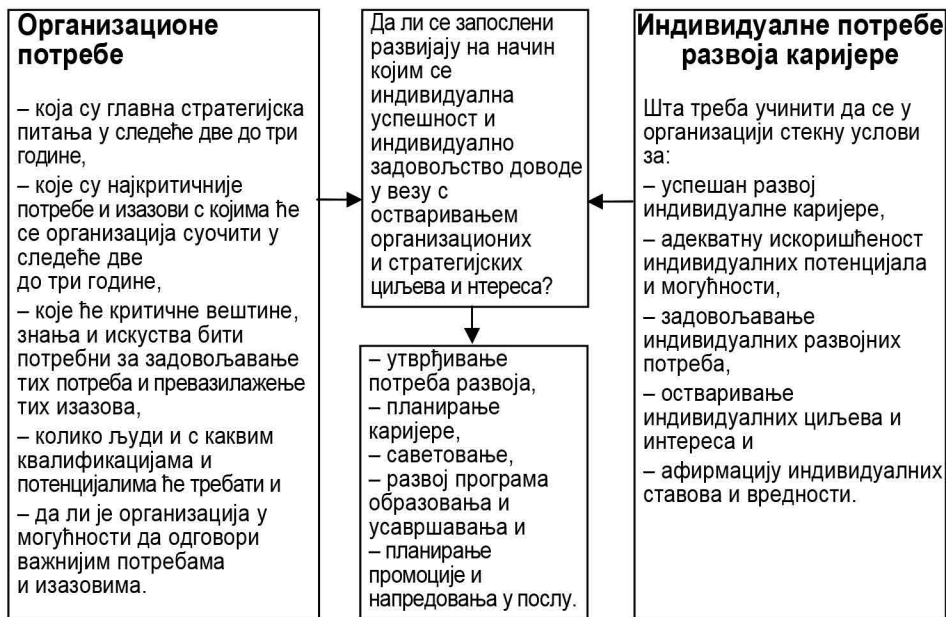 Организационе
потребе
– која су главна стратегијска
питања у следеће две до три
године,
– које су најкритичније
потребе и изазови с којима ће
се организација суочити у
следеће две
до три године,
– које ће критичне вештине,
знања и искуства бити
потребни за задовољавање
тих потреба и превазилажење
тих изазова,
– колико људи и с каквим
квалификацијама и
потенцијалима ће требати и
– да ли је организација у
могућности да одговори
важнијим потребама
и изазовима.
Да ли се запослени
развијају на начин
којим се
индивидуална
успешност и
индивидуално
задовољство доводе
у везу с
остваривањем
организационих
и стратегијских
циљева и нтереса?
– утврђивање
потреба развоја,
– планирање
каријере,
– саветовање,
– развој програма
образовања и
усавршавања и
– планирање
промоције и
напредовања у послу.
Индивидуалне потребе
развоја каријере
Шта треба учинити да се у
организацији стекну услови
за:
– успешан развој
индивидуалне каријере,
– адекватну искоришћеност
индивидуалних потенцијала
и могућности,
– задовољавање
индивидуалних развојних
потреба,
– остваривање
индивидуалних циљева и
интереса и
– афирмацију индивидуалних
ставова и вредности.